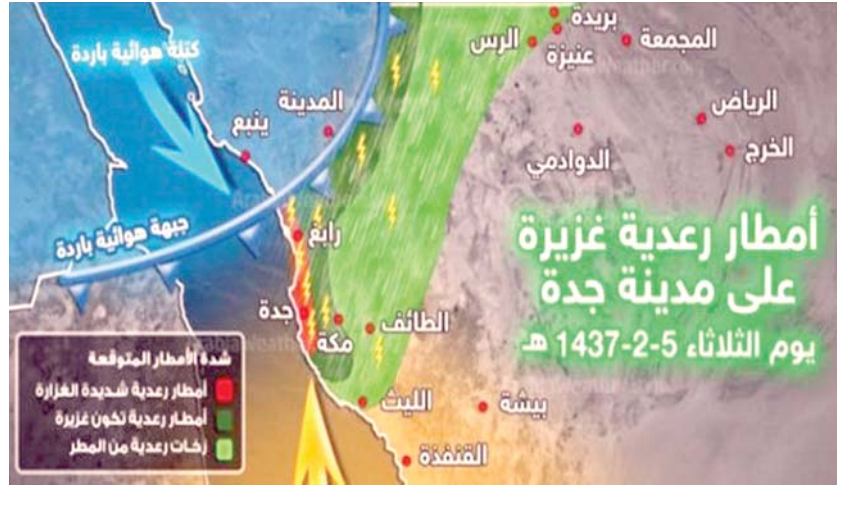 بريدة
الرس
عنيزة
المجمعة
كتلة هوائية باردة
المدينة
ينبع
الرياض
الخرج
الدوادمي
جبهة هوائية باردة
رابغ
أمطار رعدية غزيرة
على مدينة جدة
يوم الثلاثاء 5-2-1437 هـ
جدة
مكة
الطائف
شدة الأمطار المتوقعة
أمطار رعدية شديدة الغزارة
أمطار رعدية تكون غزيرة
زخات رعدية من المطر
الليث
بيشة
القنفذة